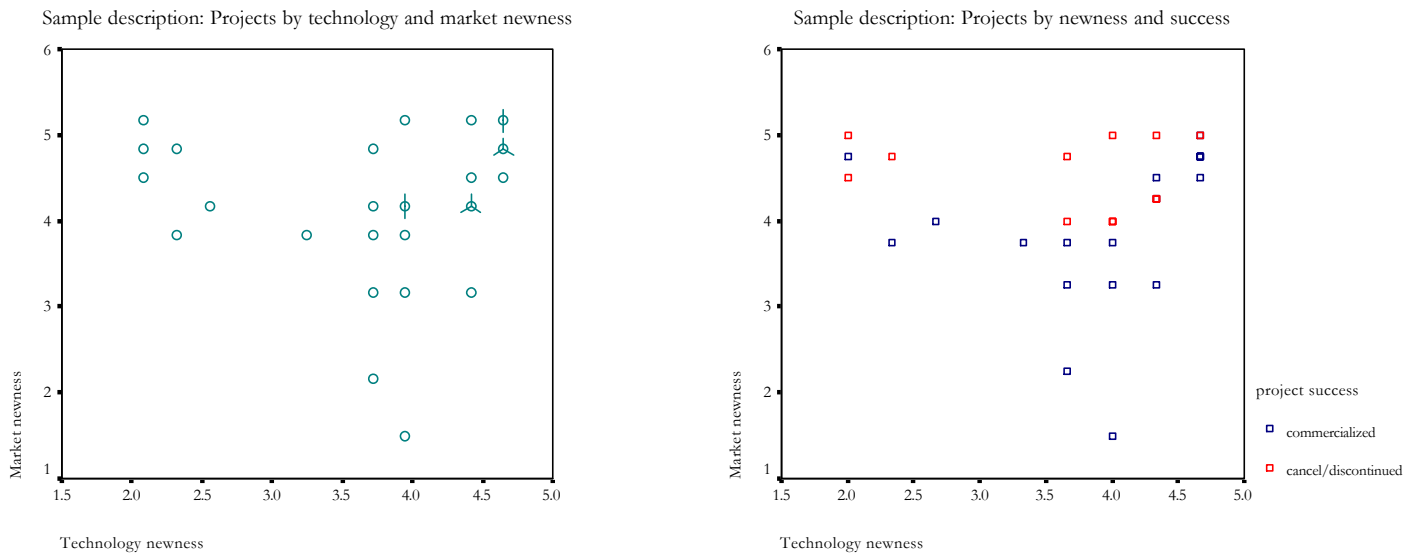 Sample description: Projects by technology and market newness
6
5
4
3
2
1
Market newness
1.5 2.0 2.5 3.0 3.5 4.0 4.5 5.0
Technology newness
Sample description: Projects by newness and success
6
5
4
3
2
1
Market newness
1.5 2.0 2.5 3.0 3.5 4.0 4.5 5.0
Technology newness
project success
commercialized
cancel/discontinued